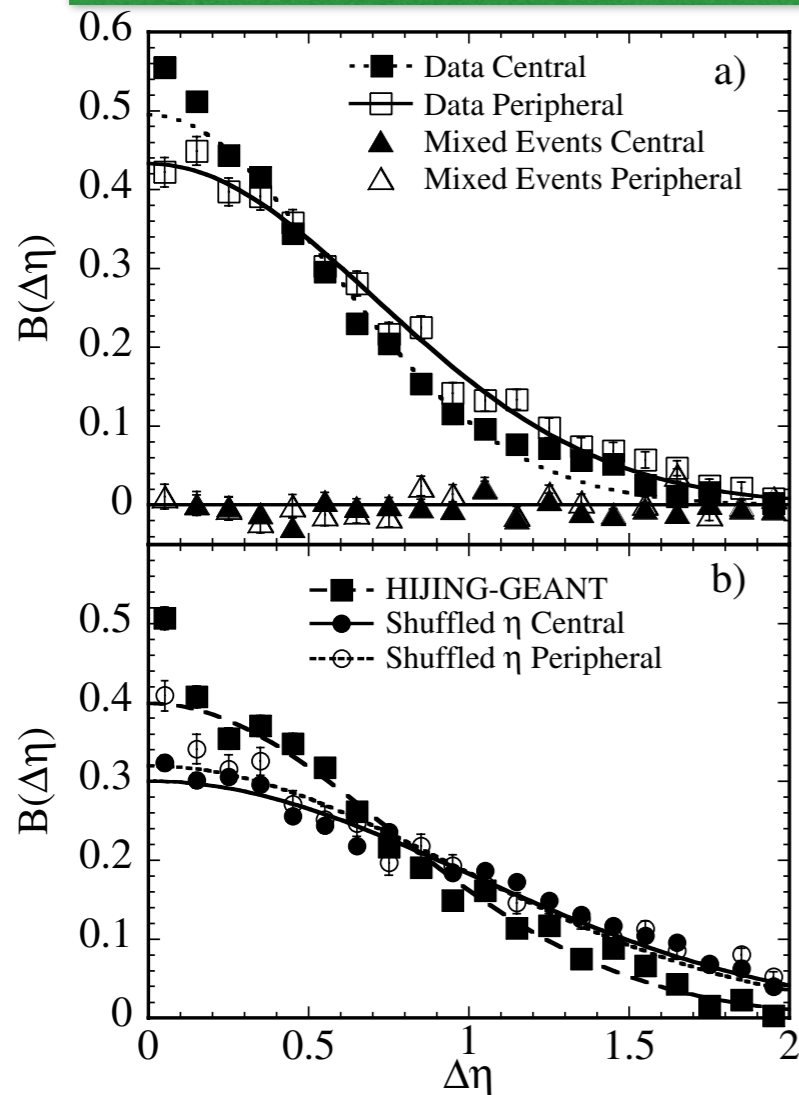 0.6
0.5
0.4
0.3
0.2
0.1
0
B(Δη)
a)
Data Central
Data Peripheral
Mixed Events Central
Mixed Events Peripheral
b)
HIJING-GEANT
Shuffled η Central
Shuffled η Peripheral
0.5
0.4
0.3
0.2
0.1
0
B(Δη)
0 0.5 1 1.5 2
Δη